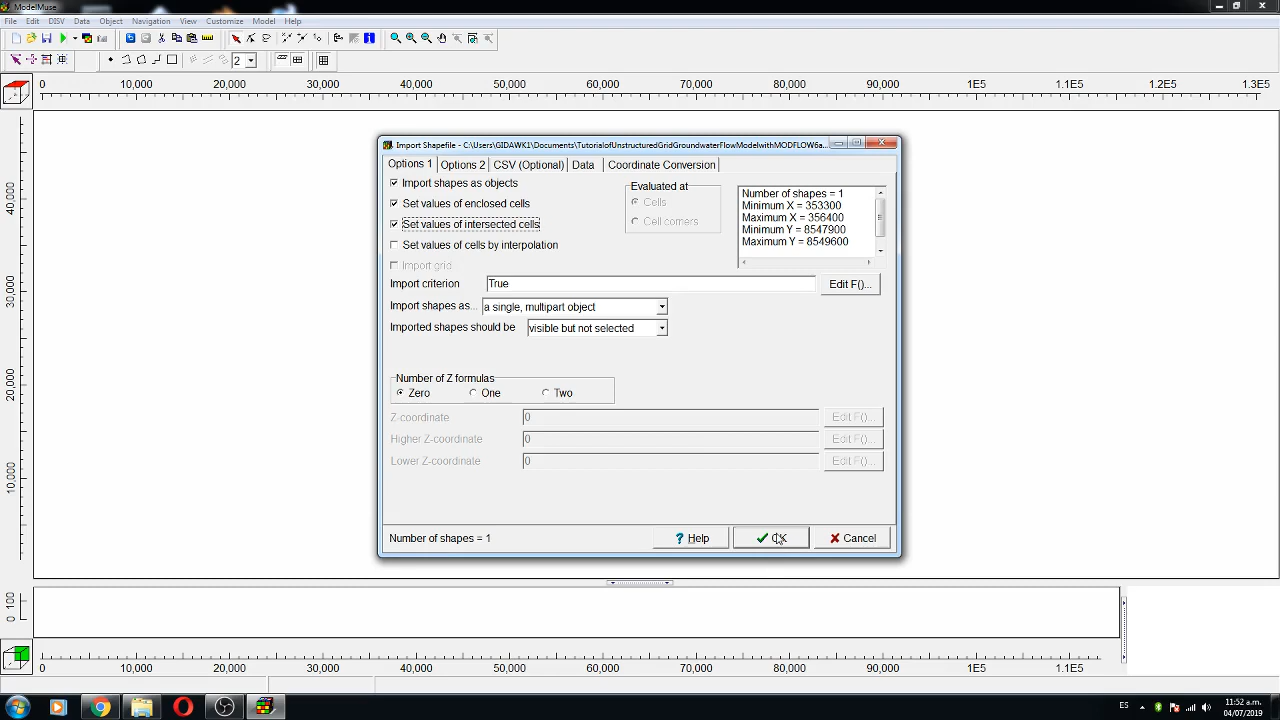 ModelMuse
File Edit DISV Data Object Navigation View Customize Model Help
2
0 10,000 20,000 30,000 40,000 50,000 60,000 70,000 80,000 90,000 1E5 1.1E5 1.2E5 1.3E5
40,000
30,000
20,000
10,000
0
Import Shapefile - C:\Users\GIDAWK1\Documents\TutorialofUnstructuredGridGroundwaterFlowModelwithMODFLOW6a...
Options 1 Options 2 CSV (Optional) Data Coordinate Conversion
Import shapes as objects
Set values of enclosed cells
Set values of intersected cells
Set values of cells by interpolation
Import grid
Evaluated at
Cells
Cell corners
Number of shapes = 1
Minimum X = 353300
Maximum X = 356400
Minimum Y = 8547900
Maximum Y = 8549600
Import criterion True Edit F()...
Import shapes as... a single, multipart object
Imported shapes should be visible but not selected
Number of Z formulas
Zero One Two
Z-coordinate 0 Edit F()...
Higher Z-coordinate 0 Edit F()...
Lower Z-coordinate 0 Edit F()...
Number of shapes = 1 Help OK Cancel
100
0
0 10,000 20,000 30,000 40,000 50,000 60,000 70,000 80,000 90,000 1E5 1.1E5
ES 11:52 a.m.
04/07/2019